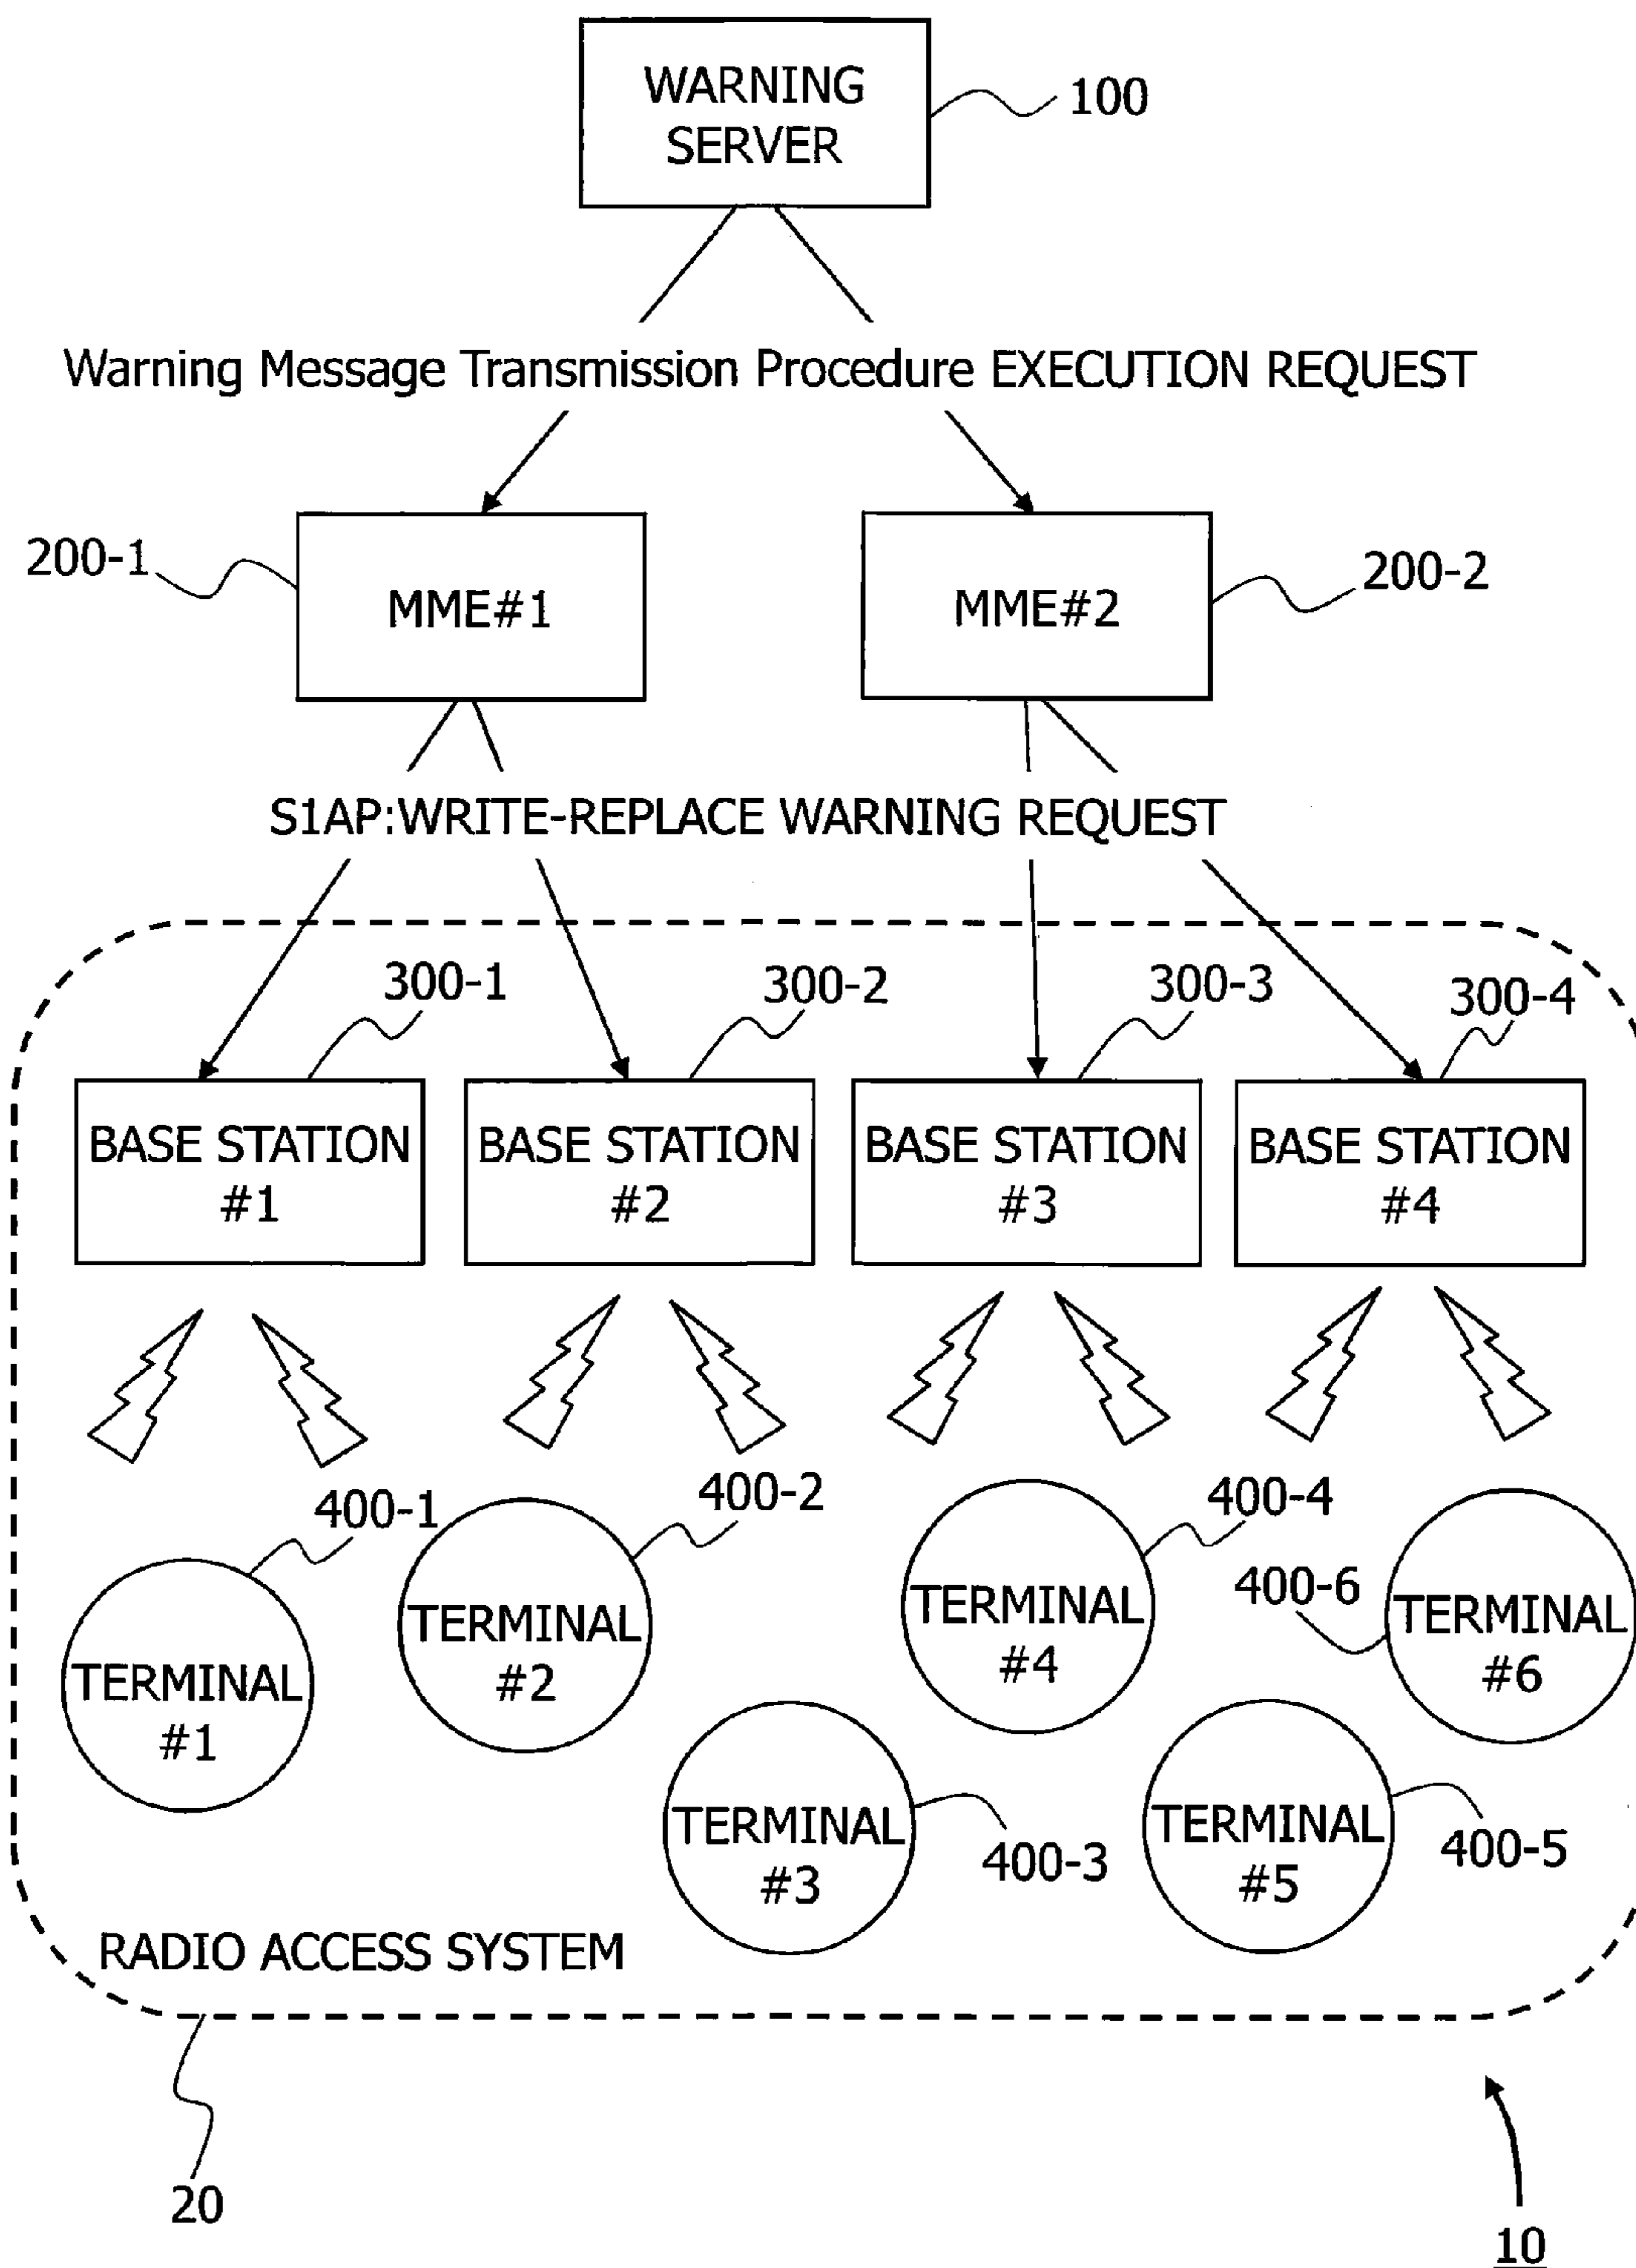 WARNING
SERVER
100
Warning Message Transmission Procedure EXECUTION REQUEST
200-1
MME#1
MME#2
200-2
S1AP:WRITE-REPLACE WARNING REQUEST
300-1
300-2
300-3
300-4
BASE STATION
#1
BASE STATION
#2
BASE STATION
#3
BASE STATION
#4
400-1
400-2
400-4
400-6
TERMINAL
#1
TERMINAL
#2
TERMINAL
#4
TERMINAL
#6
TERMINAL
#3
400-3
TERMINAL
#5
400-5
RADIO ACCESS SYSTEM
20
10